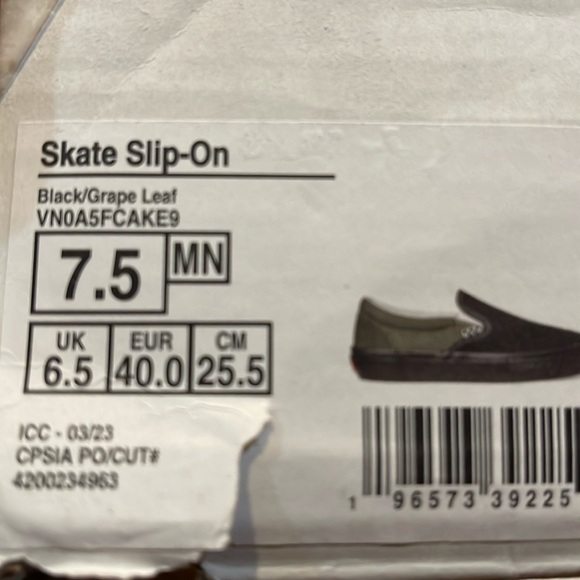 Skate Slip-On
Black/Grape Leaf
VN0A5FCAKE9
7.5 MN
UK EUR CM
6.5 40.0 25.5
ICC - 03/23
CPSIA PO/CUT#
4200234963
1 96573 39225